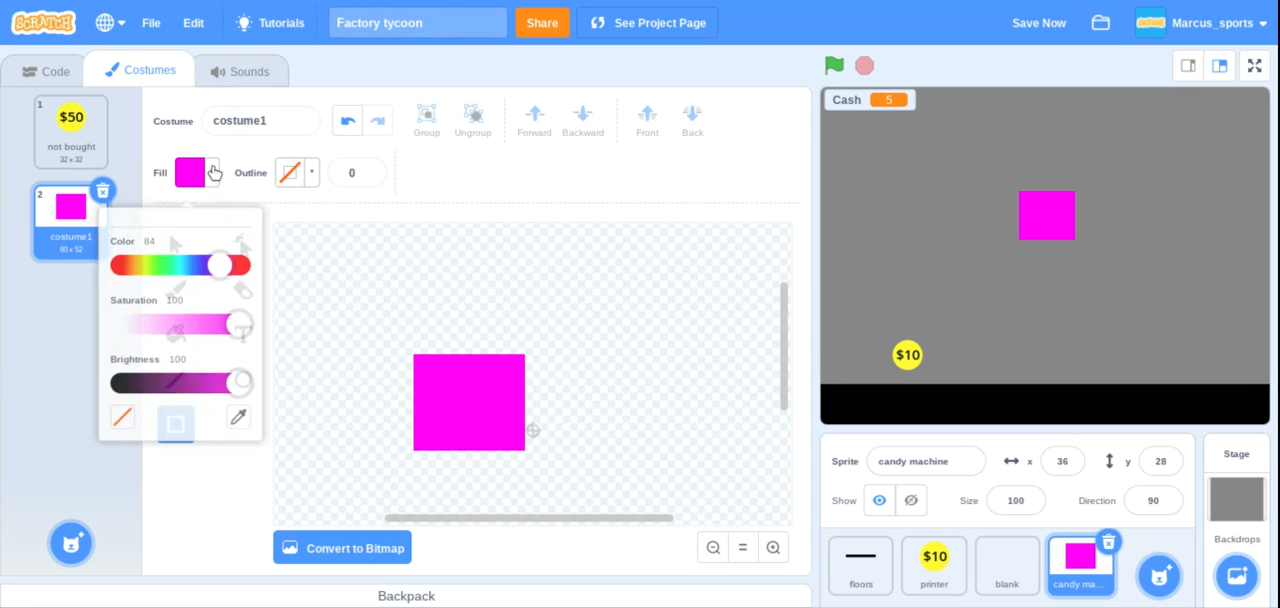 SCRATCH File Edit Tutorials Factory tycoon Share See Project Page Save Now Marcus_sports
Code Costumes Sounds
1
$50
not bought
32 x 32
2
costume1
60 x 52
Costume costume1 Group Ungroup Forward Backward Front Back
Fill Outline 0
Color 84
Saturation 100
Brightness 100
Convert to Bitmap
Backpack
Cash 5
$10
Sprite candy machine x 36 y 28
Show Size 100 Direction 90
floors
$10
printer
blank
candy ma...
Stage
Backdrops